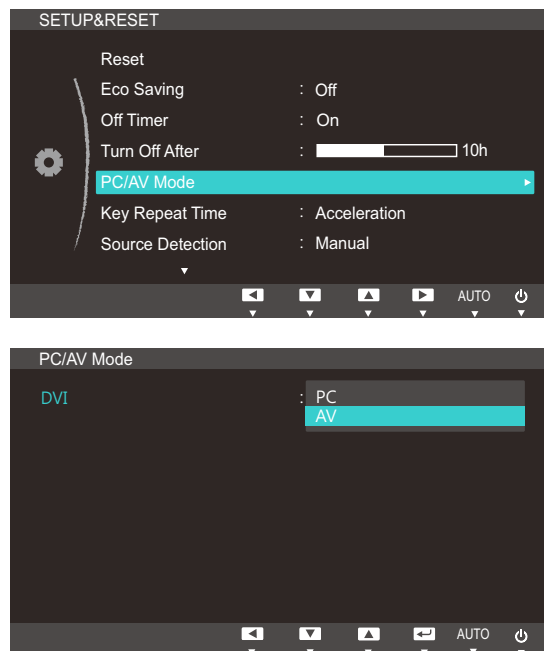 SETUP&RESET
Reset
Eco Saving : Off
Off Timer : On
Turn Off After : 10h
PC/AV Mode
Key Repeat Time : Acceleration
Source Detection : Manual
AUTO
PC/AV Mode
DVI : PC
AV
AUTO